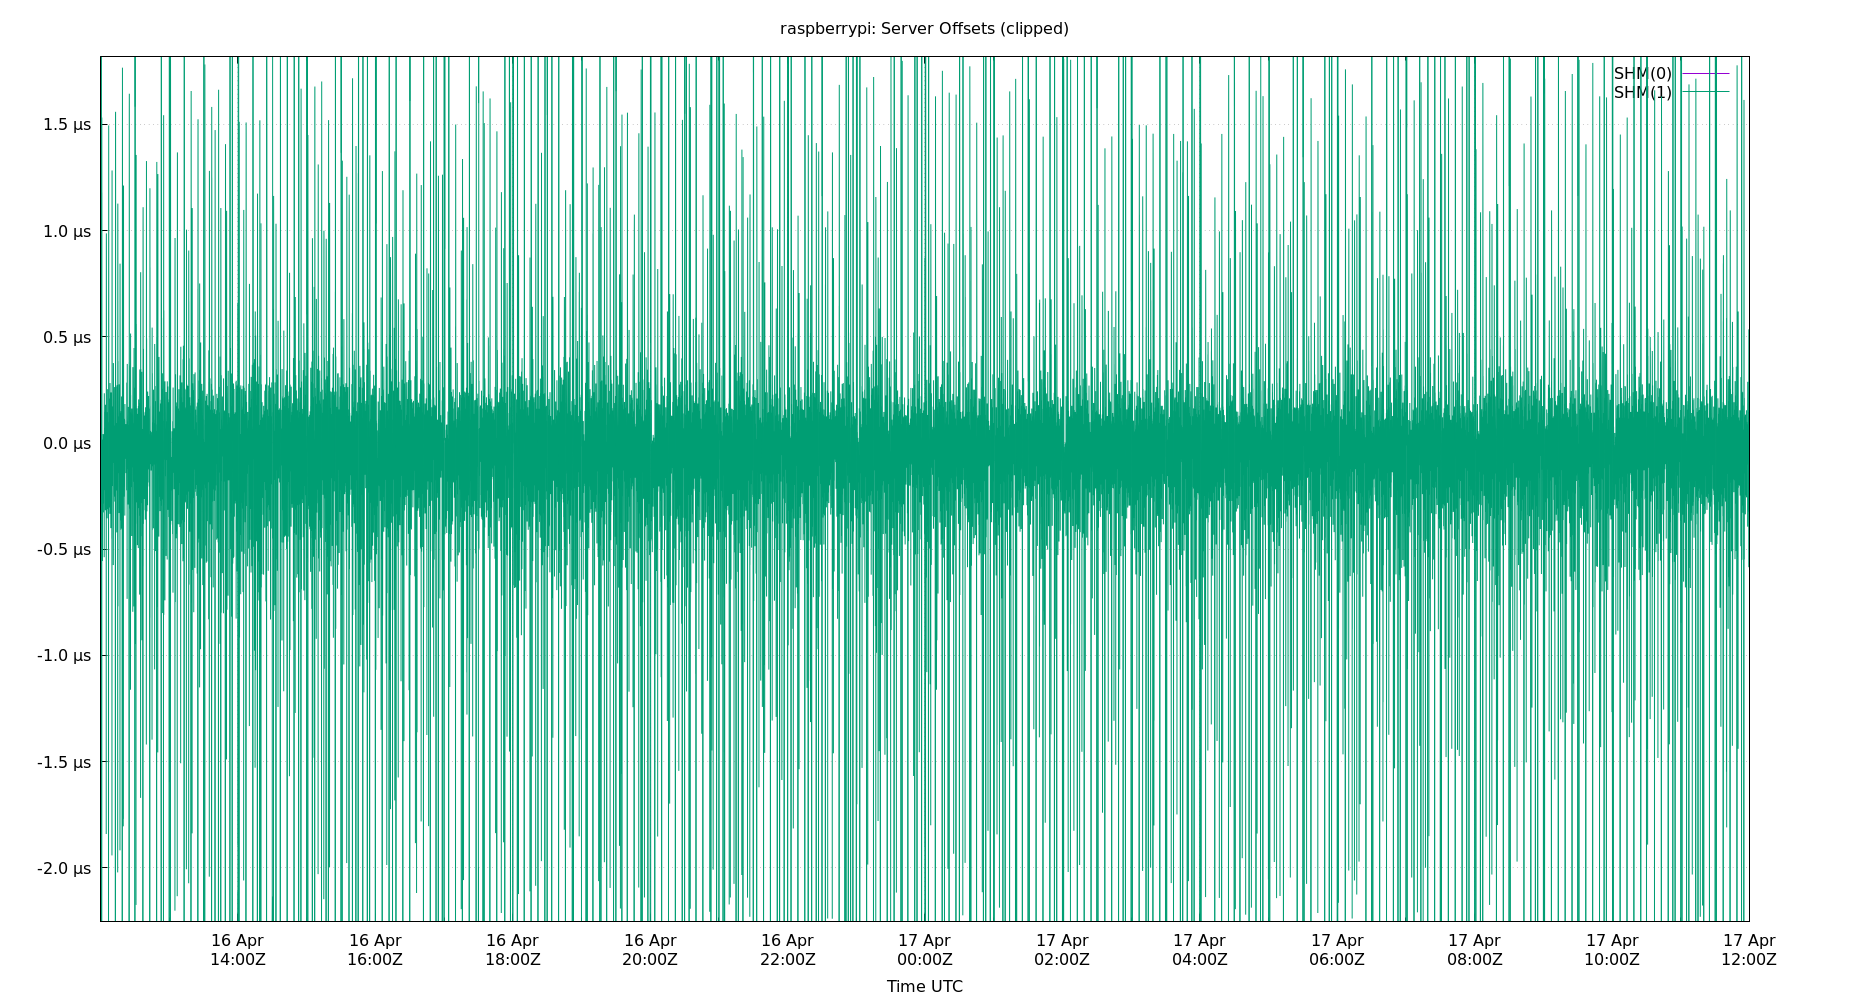 raspberrypi: Server Offsets (clipped)
SHM(0)
SHM(1)
1.5 µs
1.0 µs
0.5 µs
0.0 µs
-0.5 µs
-1.0 µs
-1.5 µs
-2.0 µs
16 Apr 16 Apr 16 Apr 16 Apr 16 Apr 17 Apr 17 Apr 17 Apr 17 Apr 17 Apr 17 Apr 17 Apr
14:00Z 16:00Z 18:00Z 20:00Z 22:00Z 00:00Z 02:00Z 04:00Z 06:00Z 08:00Z 10:00Z 12:00Z
Time UTC